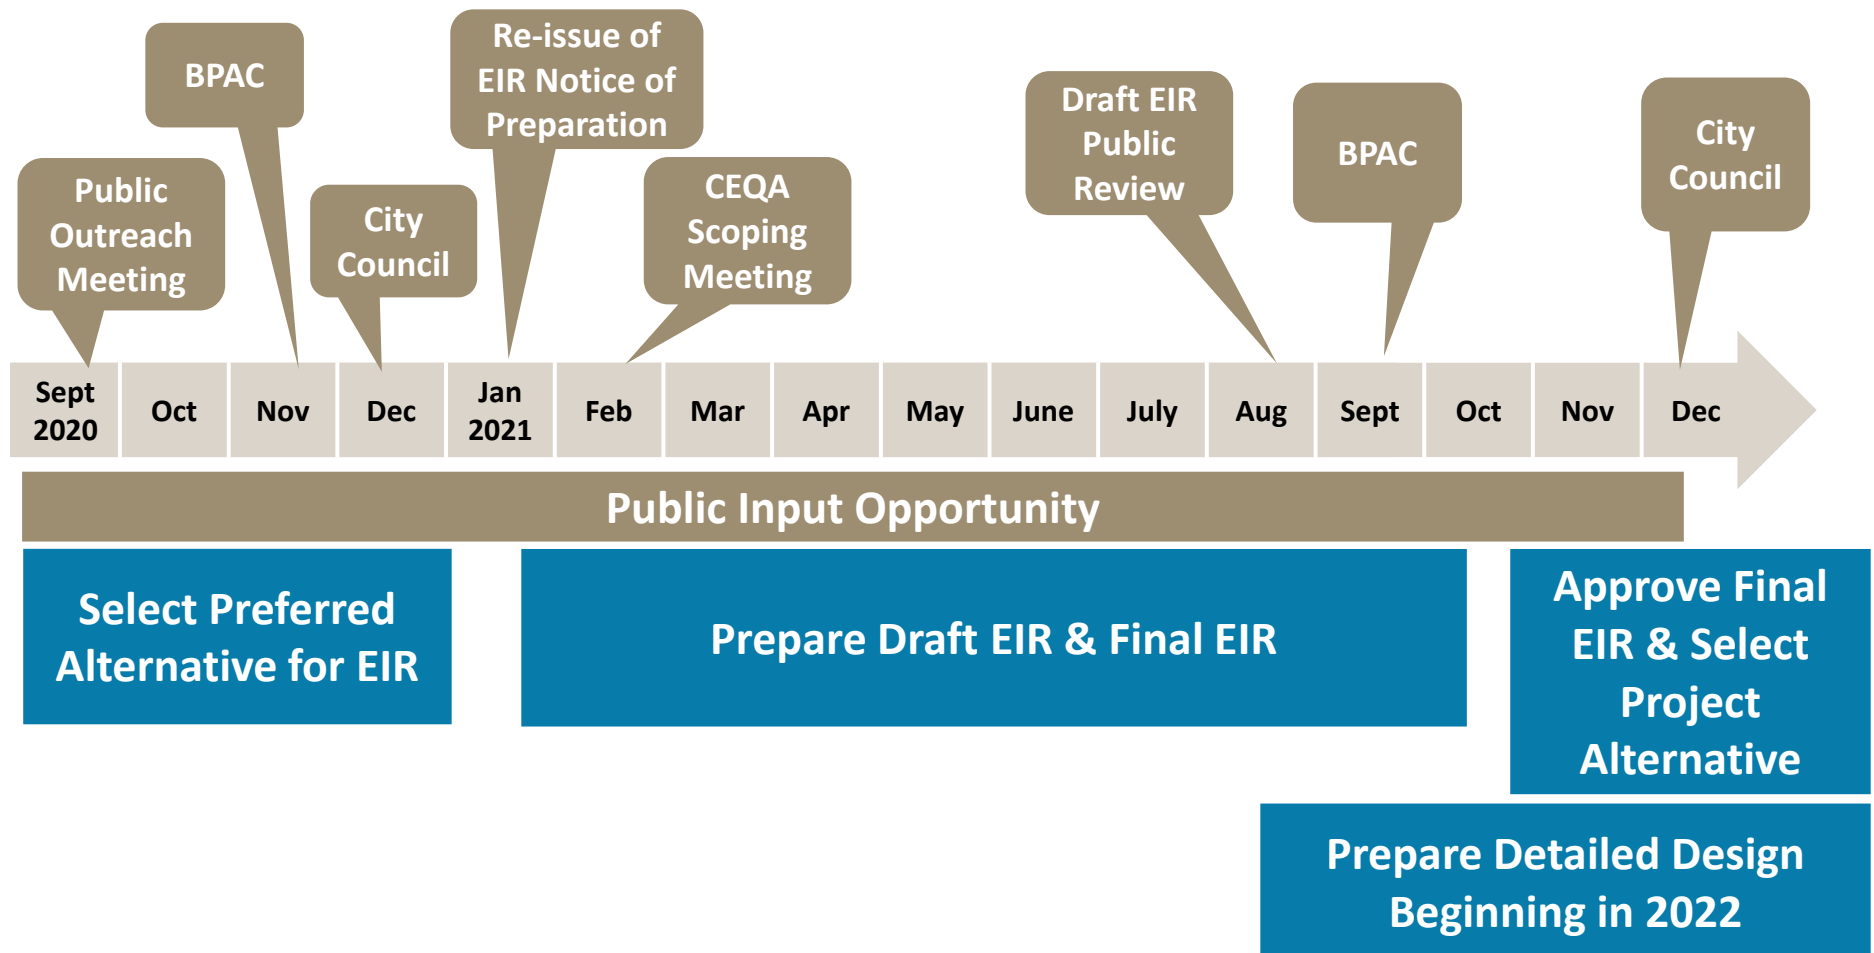 BPAC
Re-issue of
EIR Notice of
Preparation
Public
Outreach
Meeting
City
Council
CEQA
Scoping
Meeting
Draft EIR
Public
Review
BPAC
City
Council
Sept
2020
Oct
Nov
Dec
Jan
2021
Feb
Mar
Apr
May
June
July
Aug
Sept
Oct
Nov
Dec
Public Input Opportunity
Select Preferred
Alternative for EIR
Prepare Draft EIR & Final EIR
Approve Final
EIR & Select
Project
Alternative
Prepare Detailed Design
Beginning in 2022